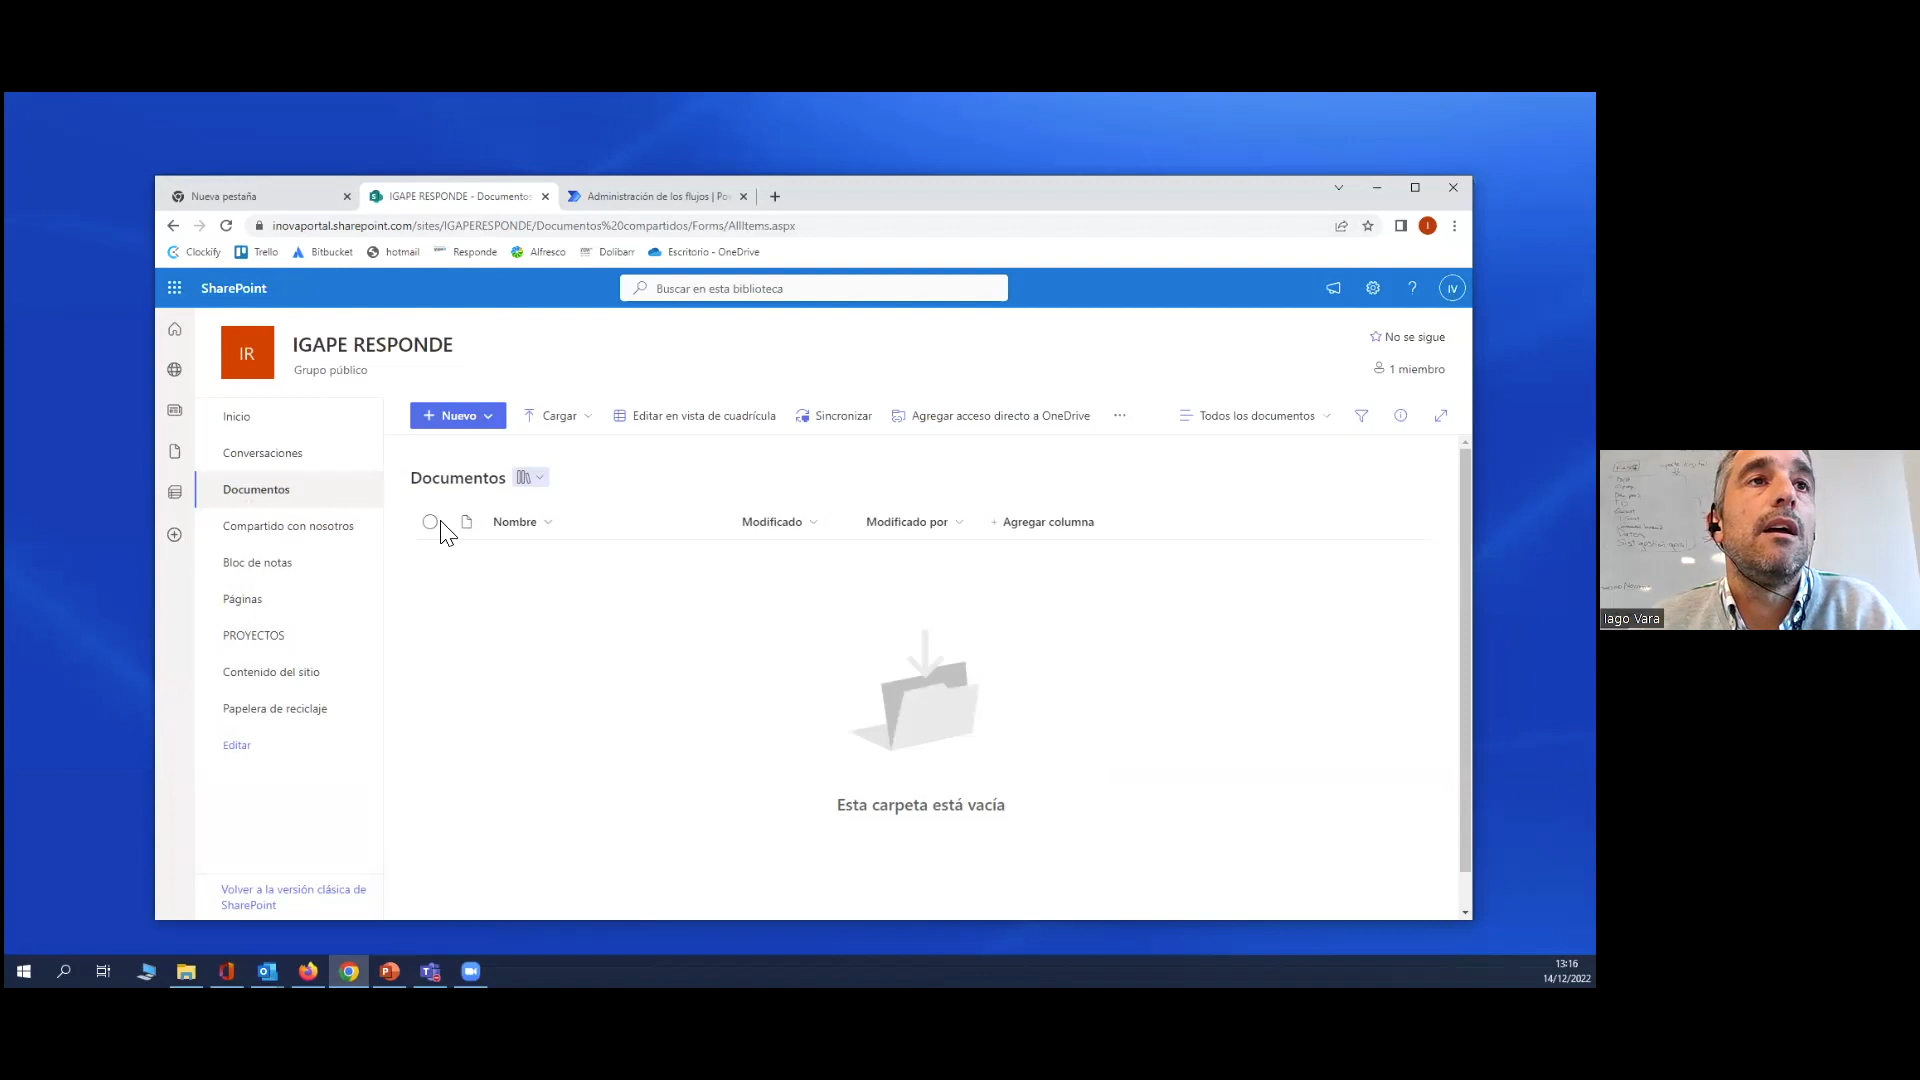 Nueva pestaña
IGAPE RESPONDE - Documentos
Administración de los flujos | Po
inovaportal.sharepoint.com/sites/IGAPERESPONDE/Documentos%20compartidos/Forms/AllItems.aspx
I
Clockify
Trello
Bitbucket
hotmail
Responde
Alfresco
Dolibarr
Escritorio - OneDrive
SharePoint
Buscar en esta biblioteca
?
IV
IR
IGAPE RESPONDE
Grupo público
No se sigue
1 miembro
Inicio
Conversaciones
Documentos
Compartido con nosotros
Bloc de notas
Páginas
PROYECTOS
Contenido del sitio
Papelera de reciclaje
Editar
Volver a la versión clásica de
SharePoint
+ Nuevo
Cargar
Editar en vista de cuadrícula
Sincronizar
Agregar acceso directo a OneDrive
...
Todos los documentos
Documentos
Nombre
Modificado
Modificado por
+ Agregar columna
Esta carpeta está vacía
Iago Vara
13:16
14/12/2022